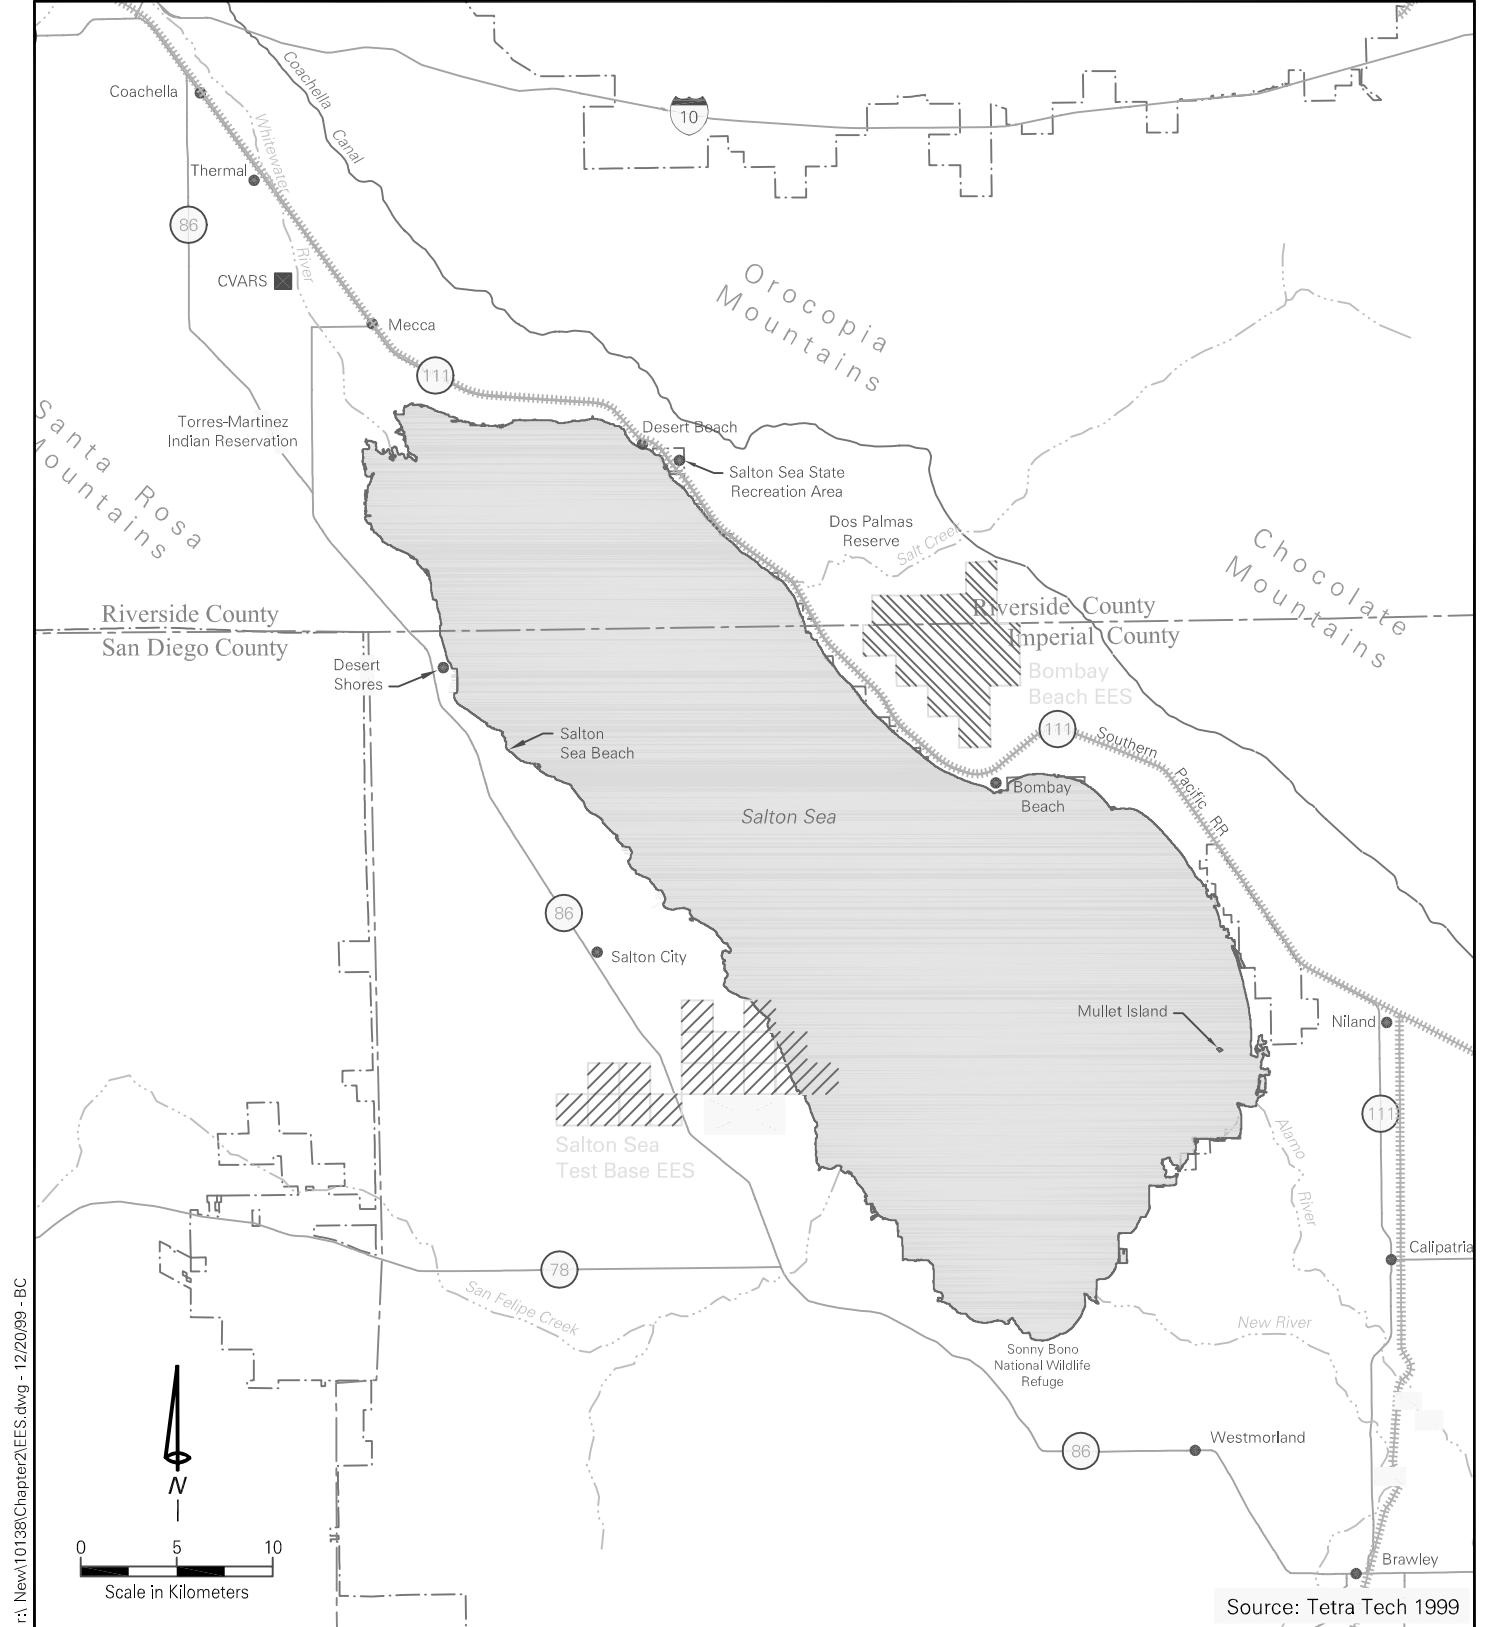 Coachella
Coachella
Canal
10
Whitewater
River
Thermal
86
CVARS
Mecca
111
Orocopia
Mountains
Santa Rosa
Mountains
Torres-Martinez
Indian Reservation
Desert Beach
Salton Sea State
Recreation Area
Dos Palmas
Reserve
Salt Creek
Chocolate
Mountains
Riverside County
San Diego County
Riverside County
Imperial County
Bombay
Beach EES
Desert
Shores
Salton
Sea Beach
111
Southern
Pacific RR
Bombay
Beach
Salton Sea
86
Salton City
Mullet Island
Niland
111
Salton Sea
Test Base EES
Alamo
River
Calipatria
78
San Felipe Creek
New River
Sonny Bono
National Wildlife
Refuge
86
Westmorland
Brawley
N
0 5 10
Scale in Kilometers
Source: Tetra Tech 1999
r:\ New\10138\Chapter2\EES.dwg - 12/20/99 - BC